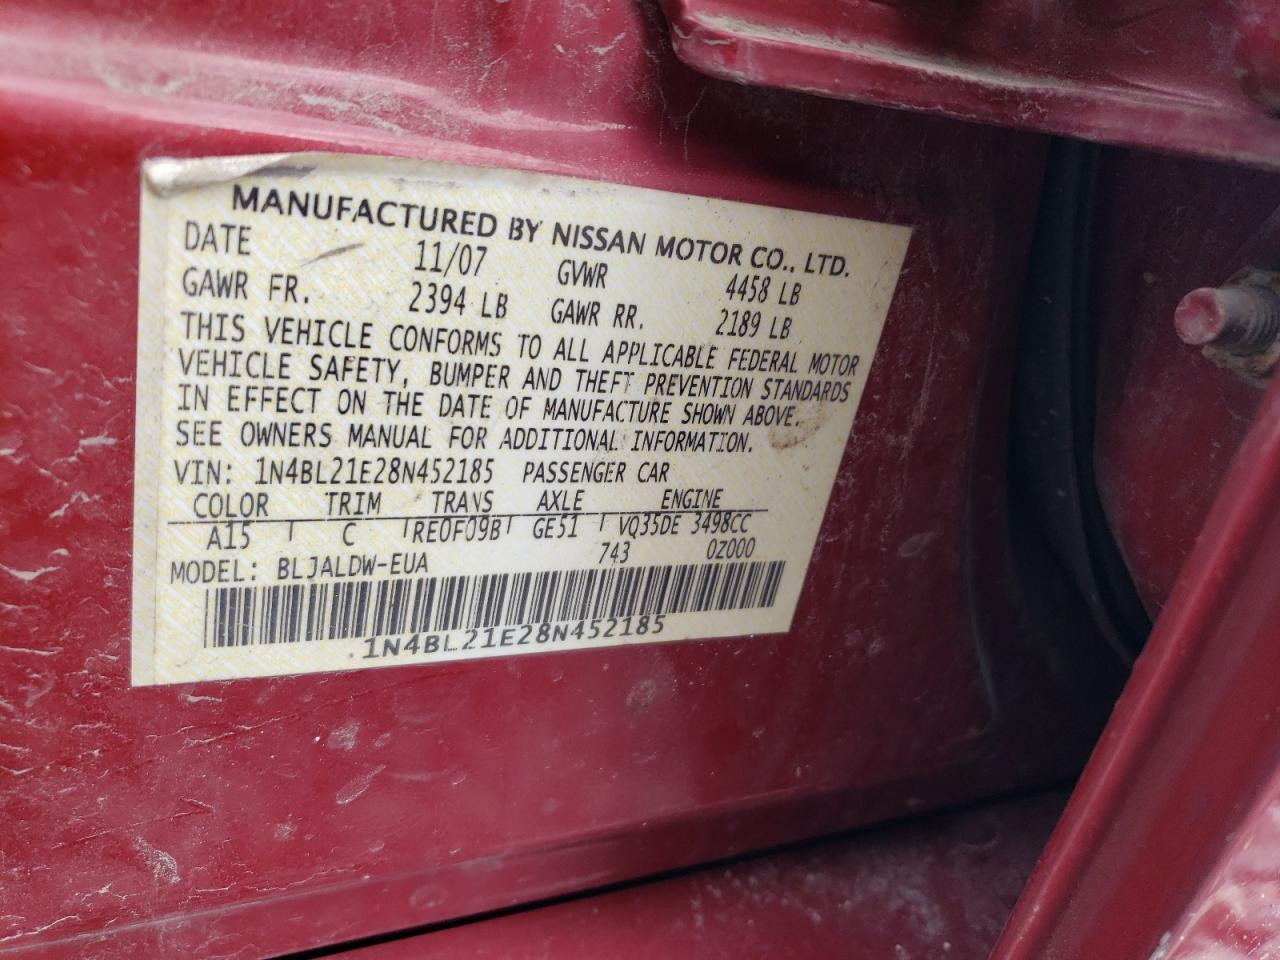 MANUFACTURED BY NISSAN MOTOR CO., LTD.
DATE 11/07 GVWR 4458 LB
GAWR FR. 2394 LB GAWR RR. 2189 LB
THIS VEHICLE CONFORMS TO ALL APPLICABLE FEDERAL MOTOR
VEHICLE SAFETY, BUMPER AND THEFT PREVENTION STANDARDS
IN EFFECT ON THE DATE OF MANUFACTURE SHOWN ABOVE.
SEE OWNERS MANUAL FOR ADDITIONAL INFORMATION.
VIN: 1N4BL21E28N452185 PASSENGER CAR
COLOR TRIM TRANS AXLE ENGINE
A15 C RE0F09B GE51 VQ35DE 3498CC
743 0Z000
MODEL: BLJALDW-EUA
1N4BL21E28N452185